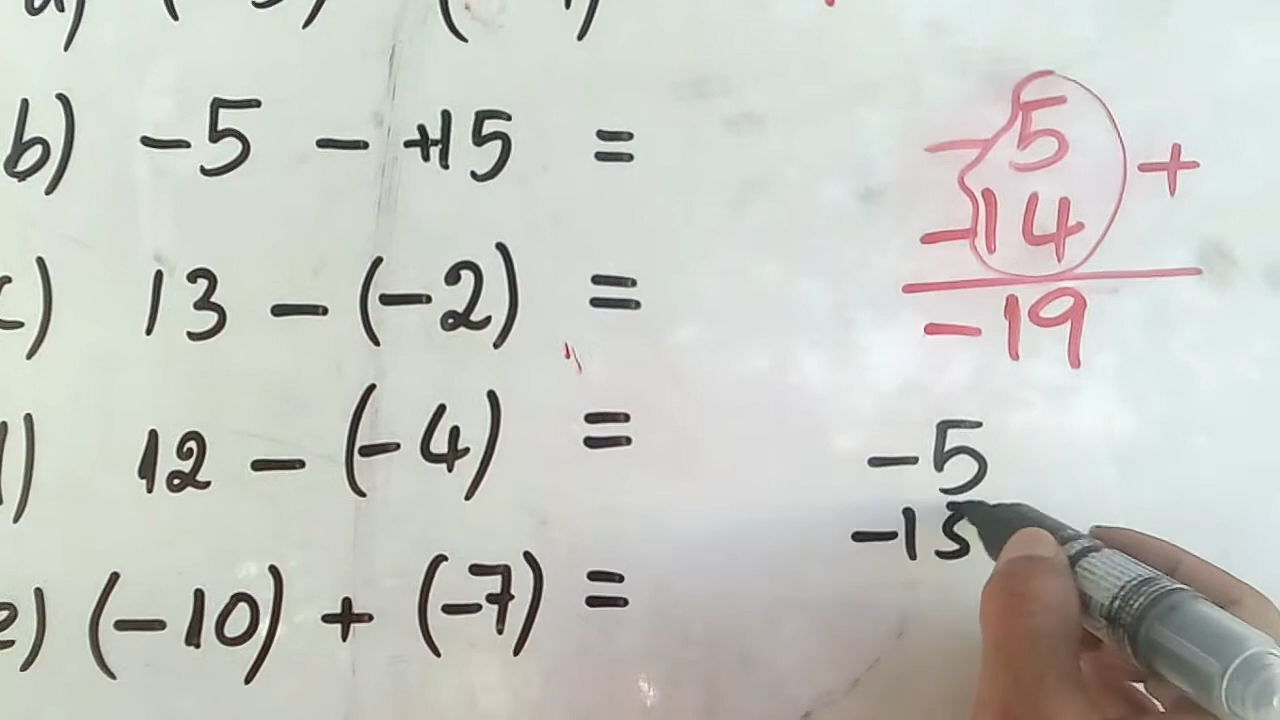 b) -5 - +15 =
c) 13 - (-2) =
12 - (-4) =
e) (-10) + (-7) =
-5
-14 +
-19
-5
-15